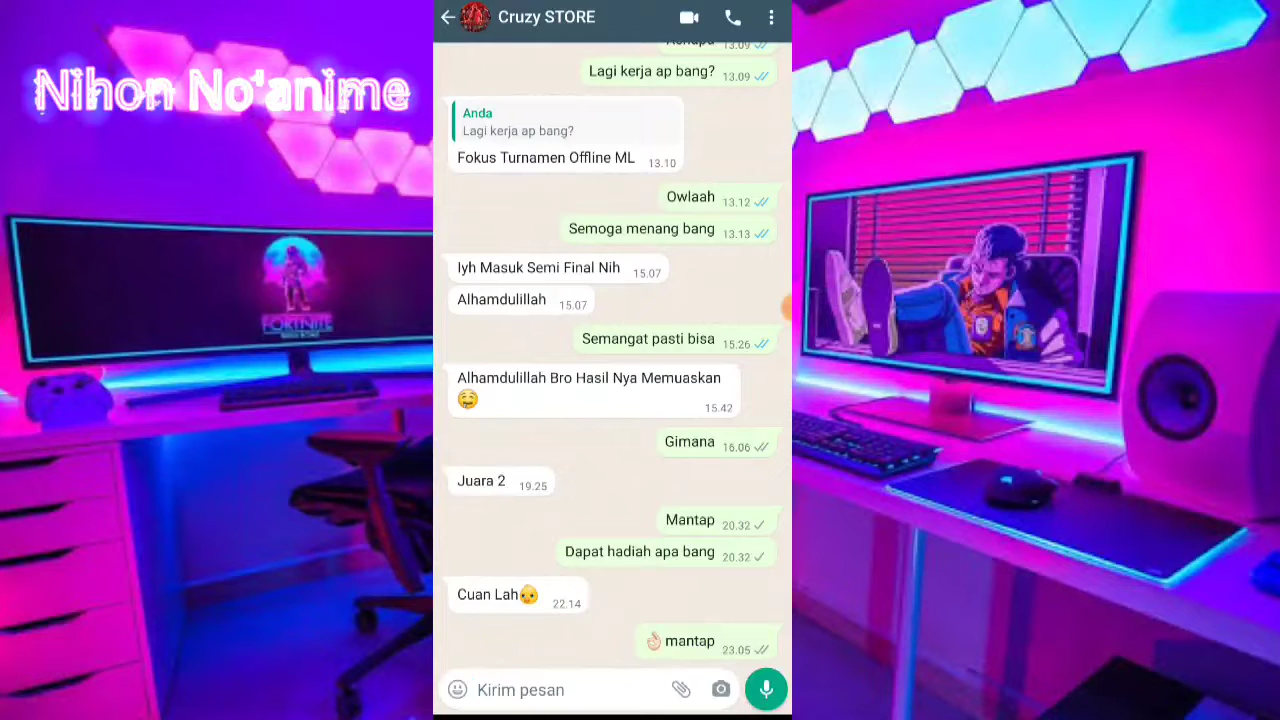 Nihon No'anime
Cruzy STORE
13.09
Lagi kerja ap bang? 13.09
Anda
Lagi kerja ap bang?
Fokus Turnamen Offline ML 13.10
Owlaah 13.12
Semoga menang bang 13.13
Iyh Masuk Semi Final Nih 15.07
Alhamdulillah 15.07
Semangat pasti bisa 15.26
Alhamdulillah Bro Hasil Nya Memuaskan
🤤 15.42
Gimana 16.06
Juara 2 19.25
Mantap 20.32
Dapat hadiah apa bang 20.32
Cuan Lah👴 22.14
👌🏻 mantap 23.05
Kirim pesan
FORTNITE